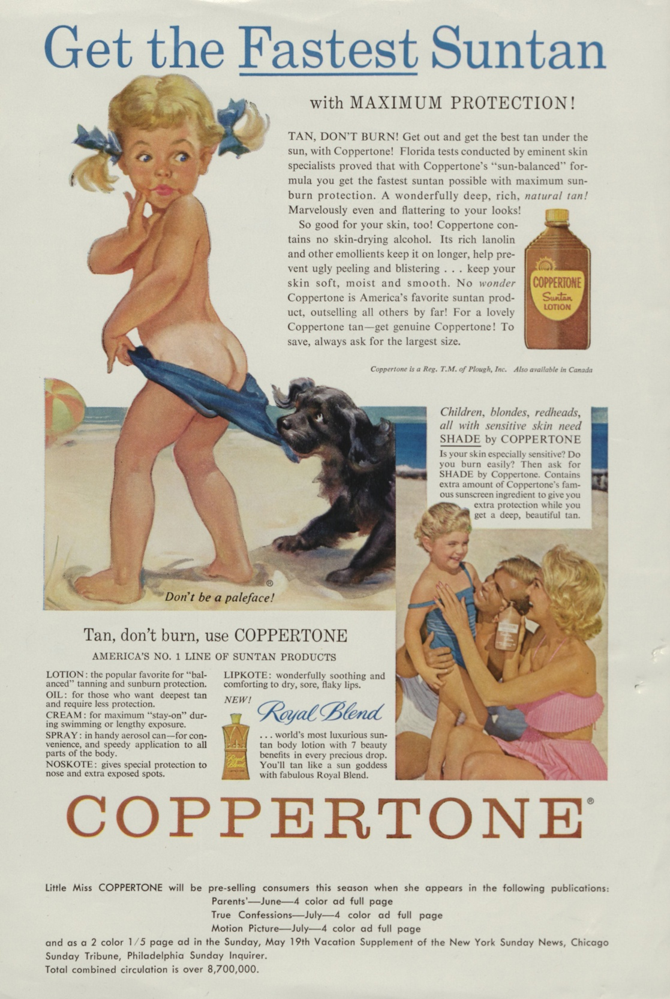 Get the Fastest Suntan
with MAXIMUM PROTECTION!
TAN, DON'T BURN! Get out and get the best tan under the
sun, with Coppertone! Florida tests conducted by eminent skin
specialists proved that with Coppertone's “sun-balanced” for-
mula you get the fastest suntan possible with maximum sun-
burn protection. A wonderfully deep, rich, natural tan!
Marvelously even and flattering to your looks!
So good for your skin, too! Coppertone con-
tains no skin-drying alcohol. Its rich lanolin
and other emollients keep it on longer, help pre-
vent ugly peeling and blistering . . . keep your
skin soft, moist and smooth. No wonder
Coppertone is America's favorite suntan prod-
uct, outselling all others by far! For a lovely
Coppertone tan—get genuine Coppertone! To
save, always ask for the largest size.
COPPERTONE
Suntan
LOTION
Coppertone is a Reg. T.M. of Plough, Inc. Also available in Canada
Children, blondes, redheads,
all with sensitive skin need
SHADE by COPPERTONE
Is your skin especially sensitive? Do
you burn easily? Then ask for
SHADE by Coppertone. Contains
extra amount of Coppertone's fam-
ous sunscreen ingredient to give you
extra protection while you
get a deep, beautiful tan.
®
Don't be a paleface!
Tan, don't burn, use COPPERTONE
AMERICA'S NO. 1 LINE OF SUNTAN PRODUCTS
LOTION: the popular favorite for “bal-
anced” tanning and sunburn protection.
OIL: for those who want deepest tan
and require less protection.
CREAM: for maximum “stay-on” dur-
ing swimming or lengthy exposure.
SPRAY: in handy aerosol can—for con-
venience, and speedy application to all
parts of the body.
NOSKOTE: gives special protection to
nose and extra exposed spots.
LIPKOTE: wonderfully soothing and
comforting to dry, sore, flaky lips.
NEW!
Royal Blend
Royal
Blend
. . . world's most luxurious sun-
tan body lotion with 7 beauty
benefits in every precious drop.
You'll tan like a sun goddess
with fabulous Royal Blend.
COPPERTONE®
Little Miss COPPERTONE will be pre-selling consumers this season when she appears in the following publications:
Parents'—June—4 color ad full page
True Confessions—July—4 color ad full page
Motion Picture—July—4 color ad full page
and as a 2 color 1/5 page ad in the Sunday, May 19th Vacation Supplement of the New York Sunday News, Chicago
Sunday Tribune, Philadelphia Sunday Inquirer.
Total combined circulation is over 8,700,000.